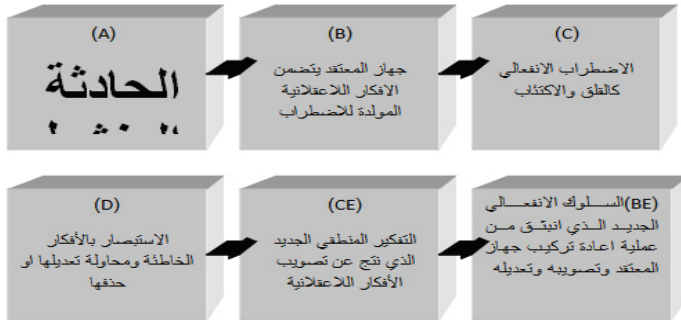 (A)
الحادثة
(B)
جهاز المعتقد يتضمن
الافكار اللاعقلانية
المولدة للاضطراب
(C)
الاضطراب الانفعالي
كالقلق والاكتئاب
(D)
الاستبصار بالأفكار
الخاطئة ومحاولة تعديلها او
حذفها
(CE)
التفكير المنطقي الجديد
الذي نتج عن تصويب
الأفكار اللاعقلانية
(BE)السلوك الانفعالي
الجديد الذي انبثق من
عملية اعادة تركيب جهاز
المعتقد وتصويبه وتعديله